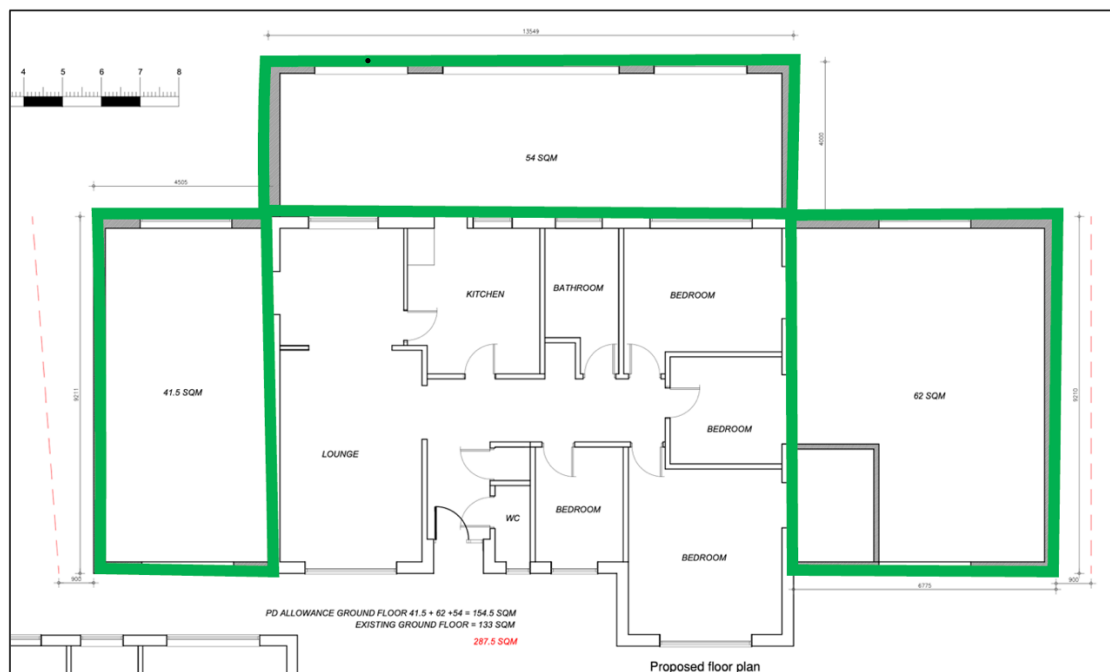 13549
4 5 6 7 8
4000
54 SQM
4505
KITCHEN
BATHROOM
BEDROOM
9211
41.5 SQM
62 SQM
9210
BEDROOM
LOUNGE
WC
BEDROOM
BEDROOM
900
6775
900
PD ALLOWANCE GROUND FLOOR 41.5 + 62 +54 = 154.5 SQM
EXISTING GROUND FLOOR = 133 SQM
287.5 SQM
Proposed floor plan